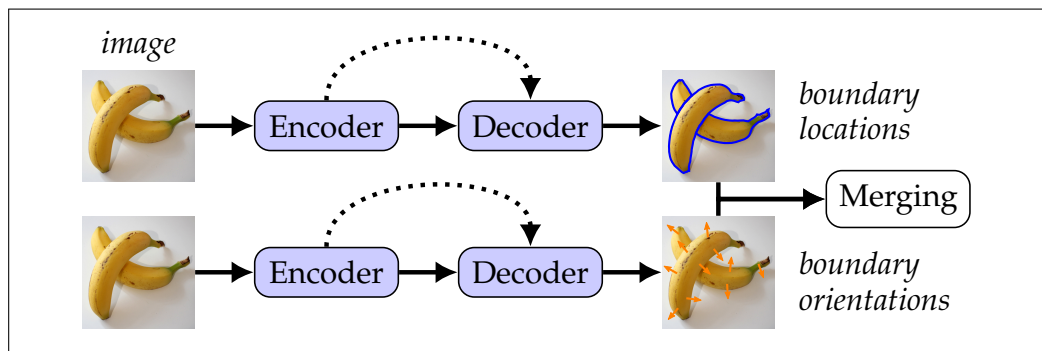 image
Encoder
Decoder
boundary
locations
Merging
Encoder
Decoder
boundary
orientations